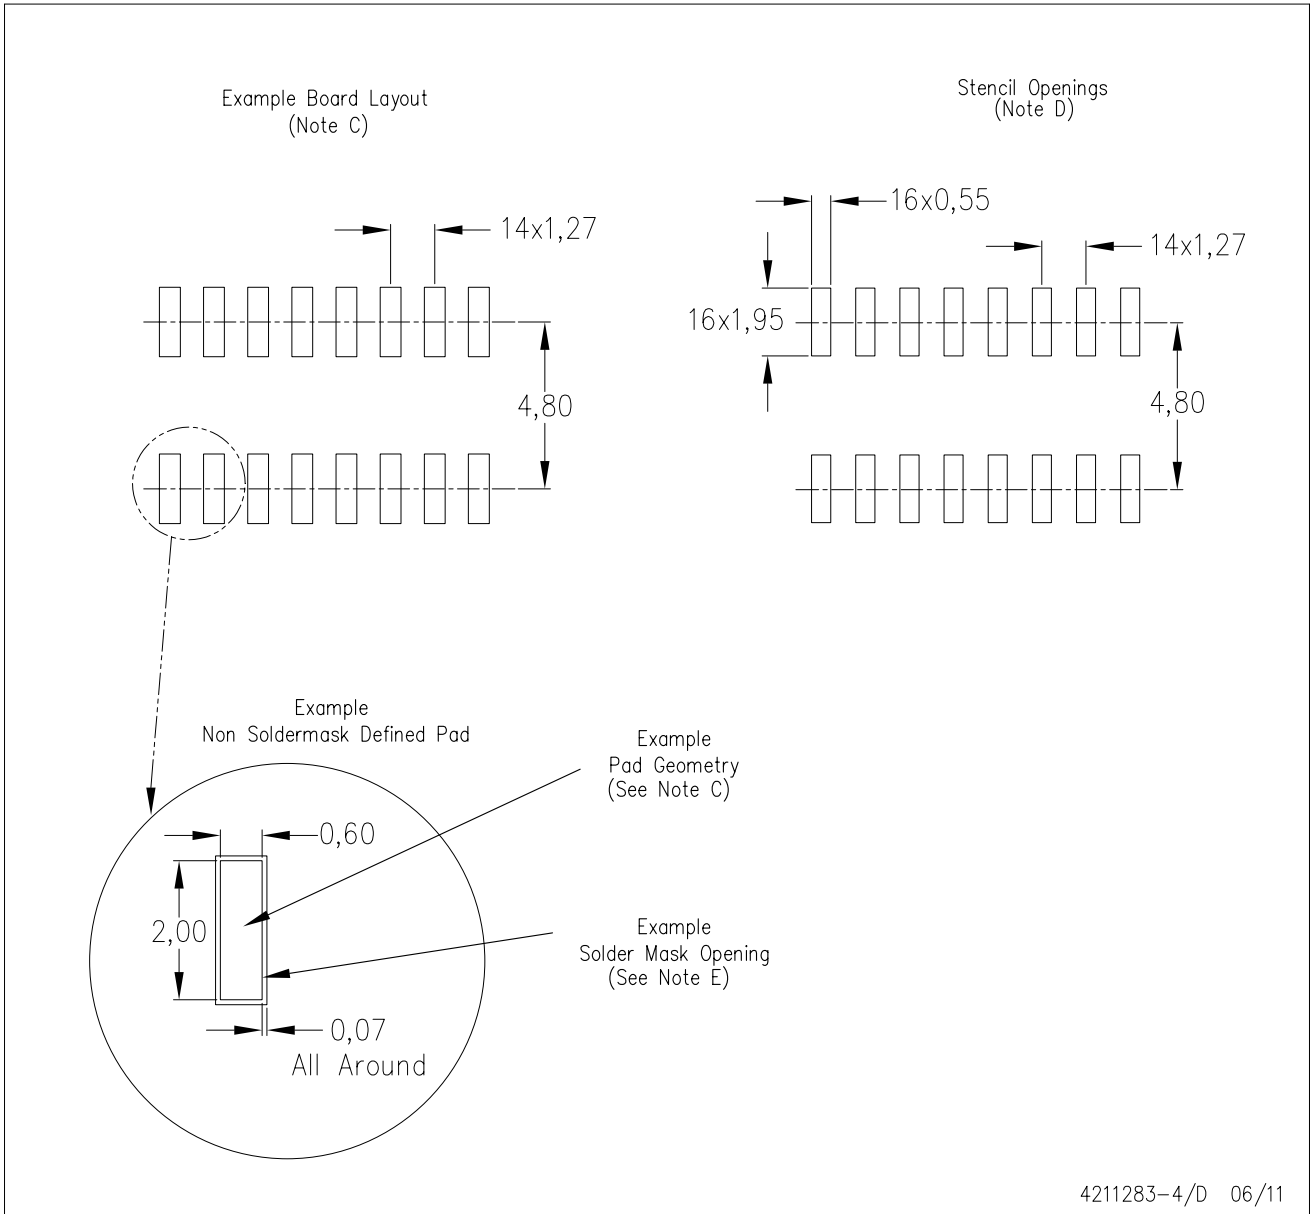 Example Board Layout
(Note C)
14x1,27
4,80
Stencil Openings
(Note D)
16x0,55
14x1,27
16x1,95
4,80
Example
Non Soldermask Defined Pad
0,60
2,00
0,07
All Around
Example
Pad Geometry
(See Note C)
Example
Solder Mask Opening
(See Note E)
4211283-4/D 06/11